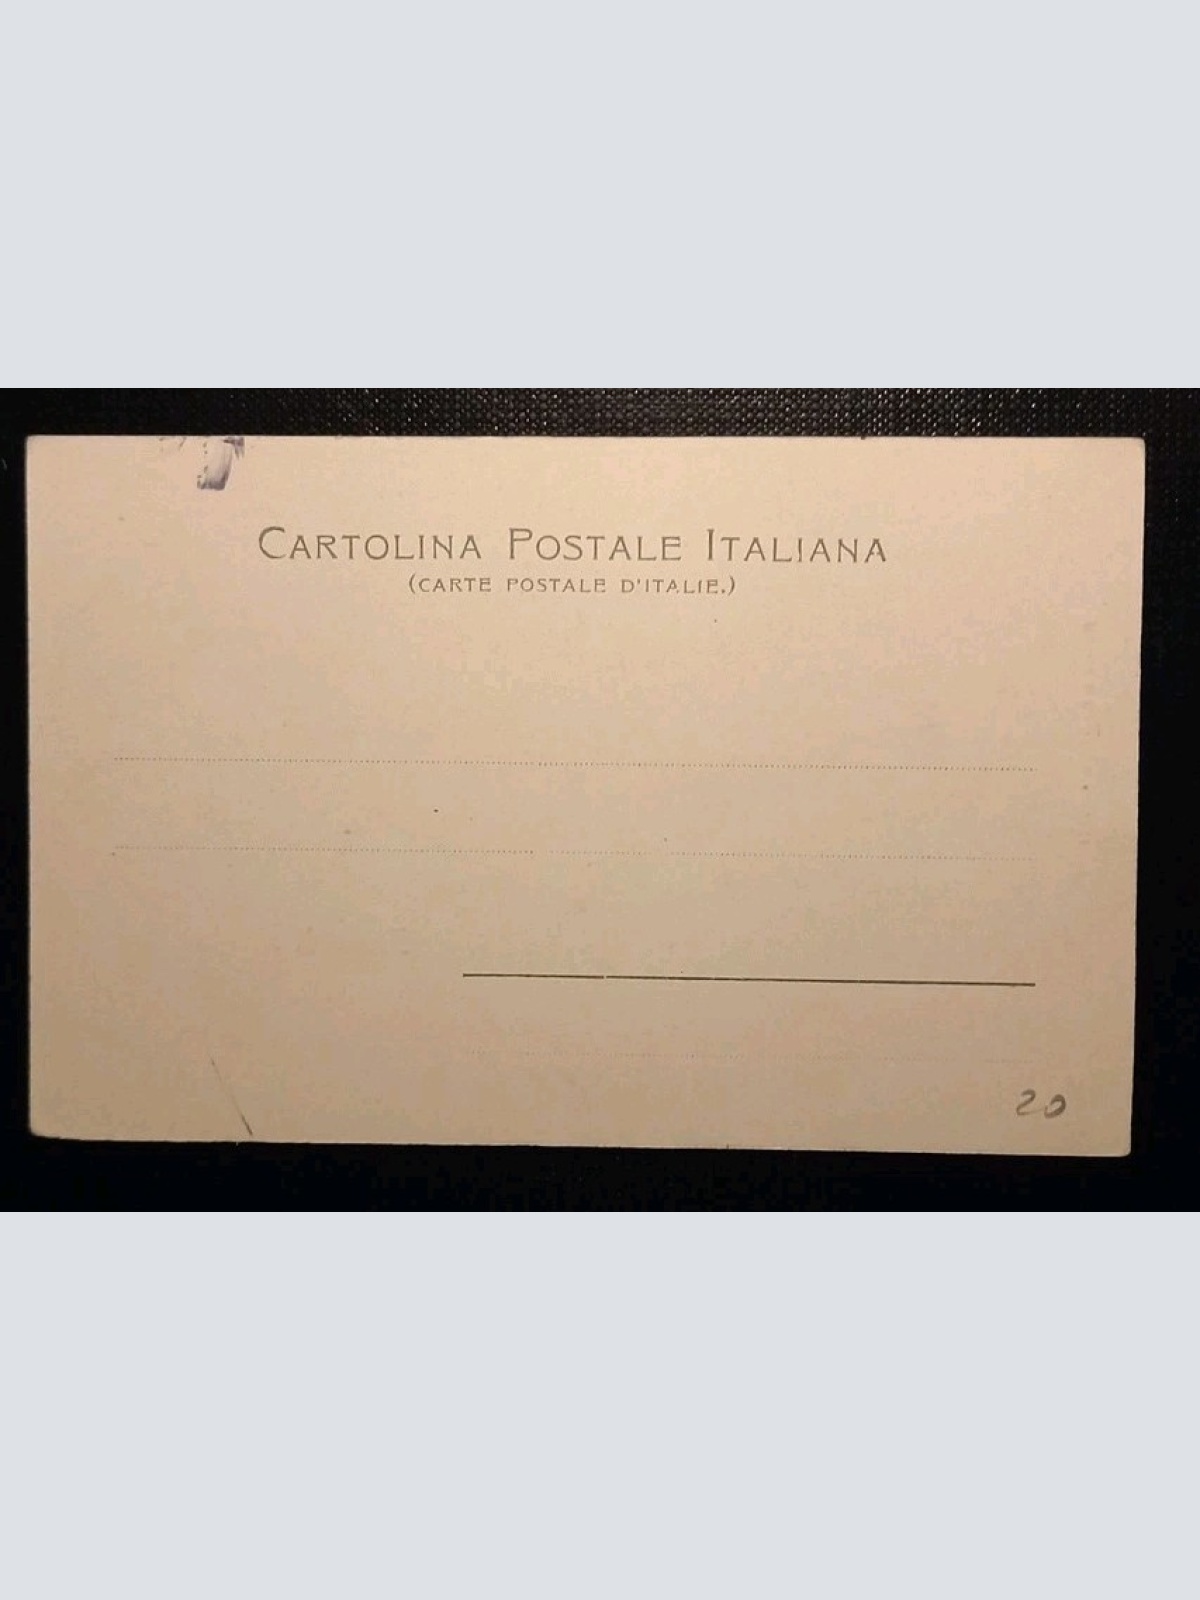 CARTOLINA POSTALE ITALIANA
(CARTE POSTALE D'ITALIE.)
20